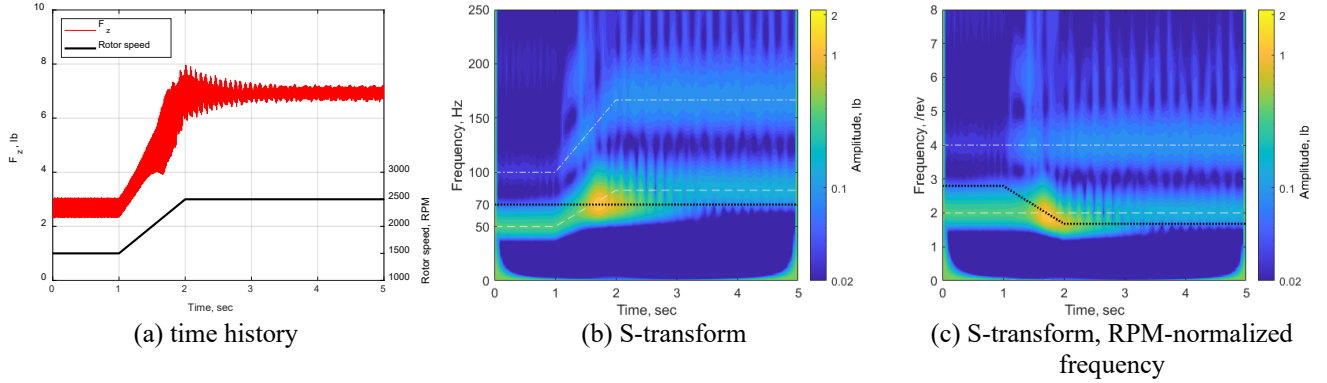 10
8
6
4
2
0
F z
Rotor speed
F z , lb
3000
2500
2000
1500
1000
Rotor speed, RPM
0 1 2 3 4 5
Time, sec
(a) time history
250
200
150
100
70
50
0
Frequency, Hz
0 1 2 3 4 5
Time, sec
2
1
0.1
0.02
Amplitude, lb
(b) S-transform
8
7
6
5
4
3
2
1
0
Frequency, /rev
0 1 2 3 4 5
Time, sec
2
1
0.1
0.02
Amplitude, lb
(c) S-transform, RPM-normalized
frequency